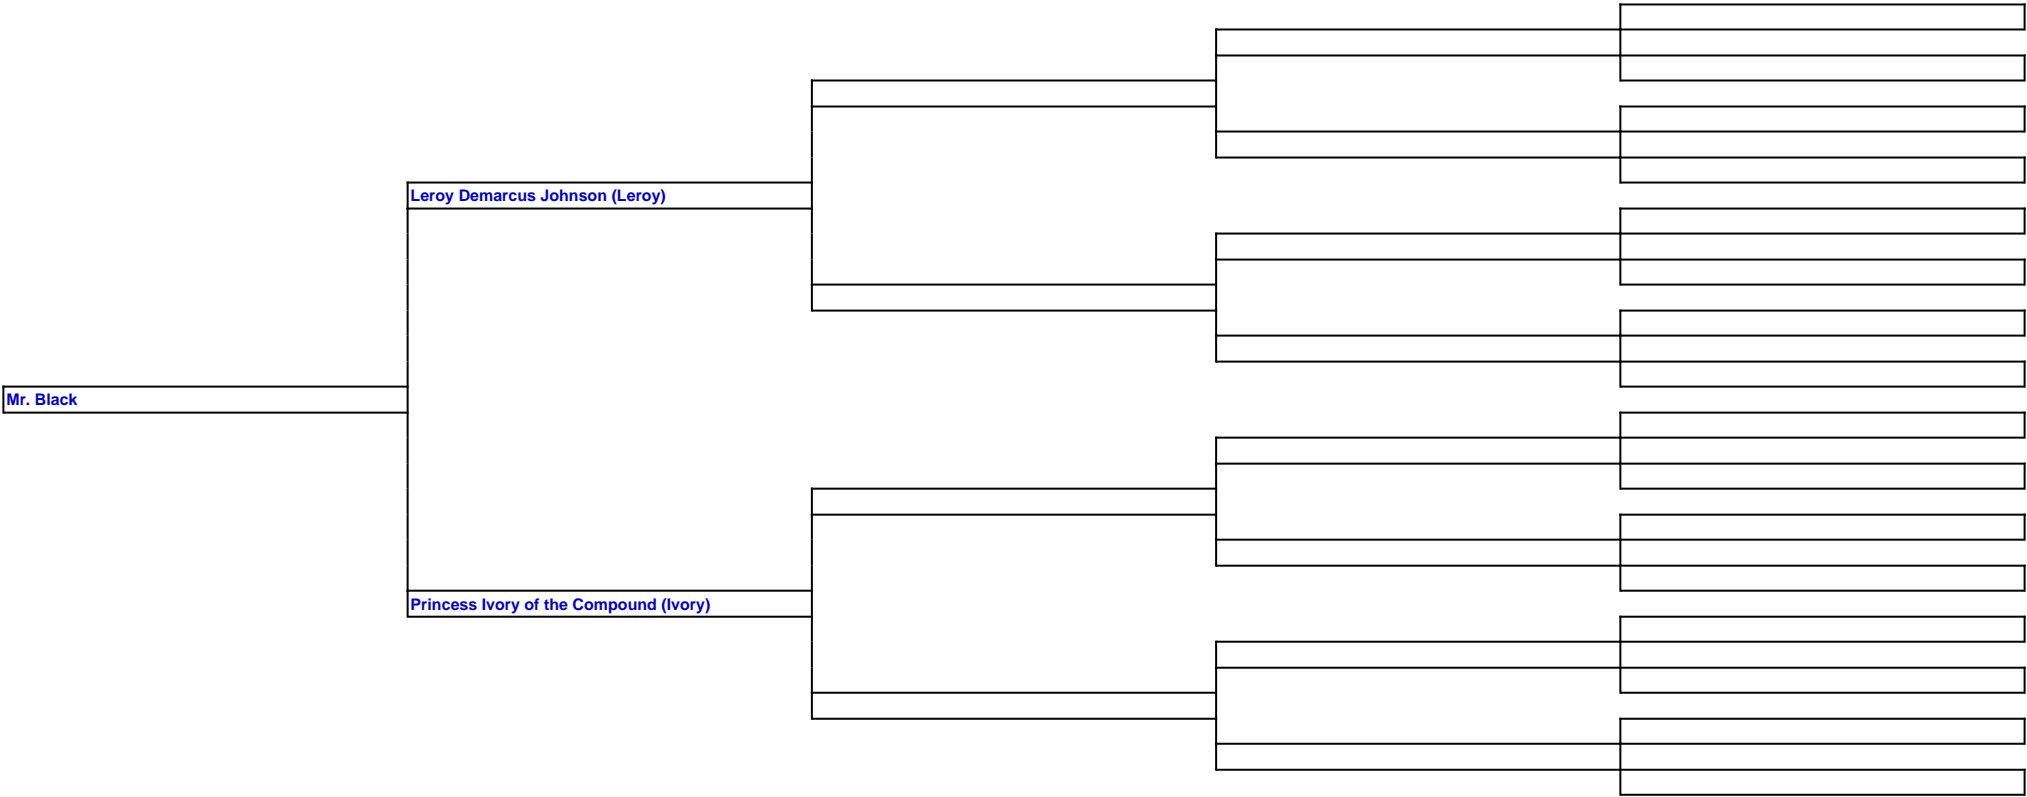 Leroy Demarcus Johnson (Leroy)
Mr. Black
Princess Ivory of the Compound (Ivory)